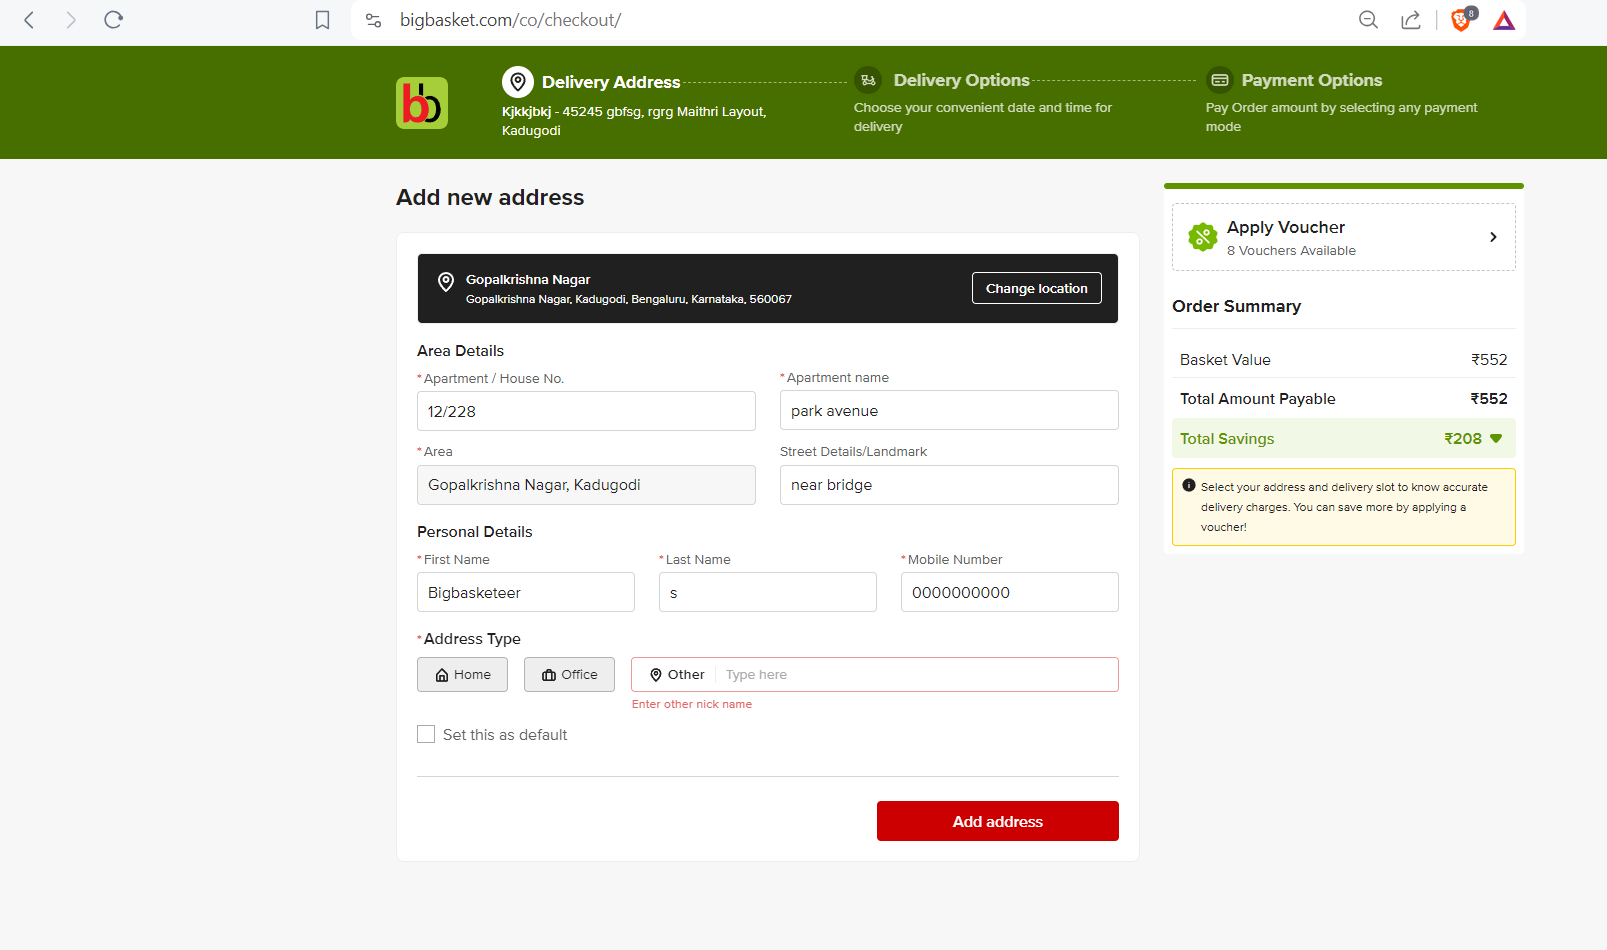 bigbasket.com/co/checkout/
8
bb
Delivery Address
Kjkkjbkj - 45245 gbfsg, rgrg Maithri Layout,
Kadugodi
Delivery Options
Choose your convenient date and time for
delivery
Payment Options
Pay Order amount by selecting any payment
mode
Add new address
Gopalkrishna Nagar
Gopalkrishna Nagar, Kadugodi, Bengaluru, Karnataka, 560067
Change location
Area Details
*Apartment / House No.
12/228
*Apartment name
park avenue
*Area
Gopalkrishna Nagar, Kadugodi
Street Details/Landmark
near bridge
Personal Details
*First Name
Bigbasketeer
*Last Name
s
*Mobile Number
0000000000
*Address Type
Home
Office
Other
Type here
Enter other nick name
Set this as default
Add address
Apply Voucher
8 Vouchers Available
Order Summary
Basket Value ₹552
Total Amount Payable ₹552
Total Savings ₹208
Select your address and delivery slot to know accurate
delivery charges. You can save more by applying a
voucher!